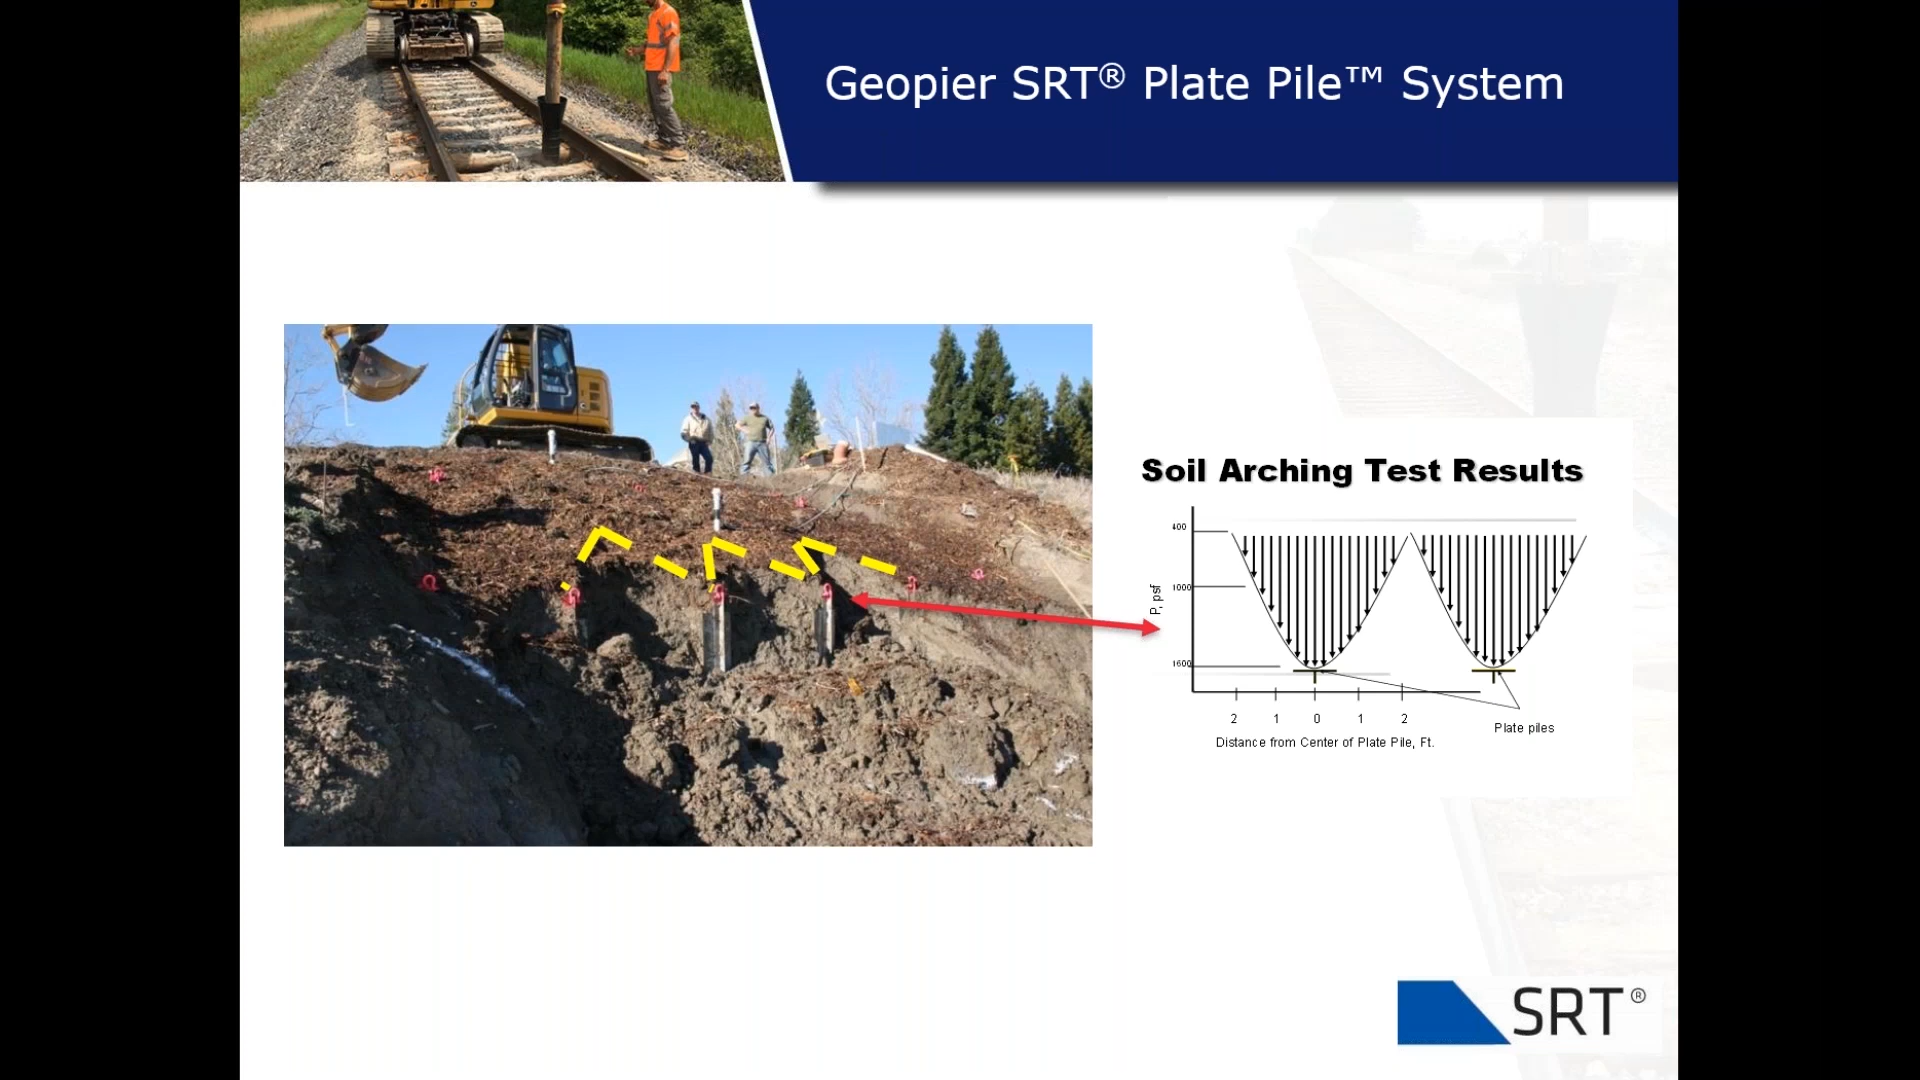 Geopier SRT® Plate Pile™ System
Soil Arching Test Results
400
1000
1600
P, psf
2 1 0 1 2
Distance from Center of Plate Pile, Ft.
Plate piles
SRT®